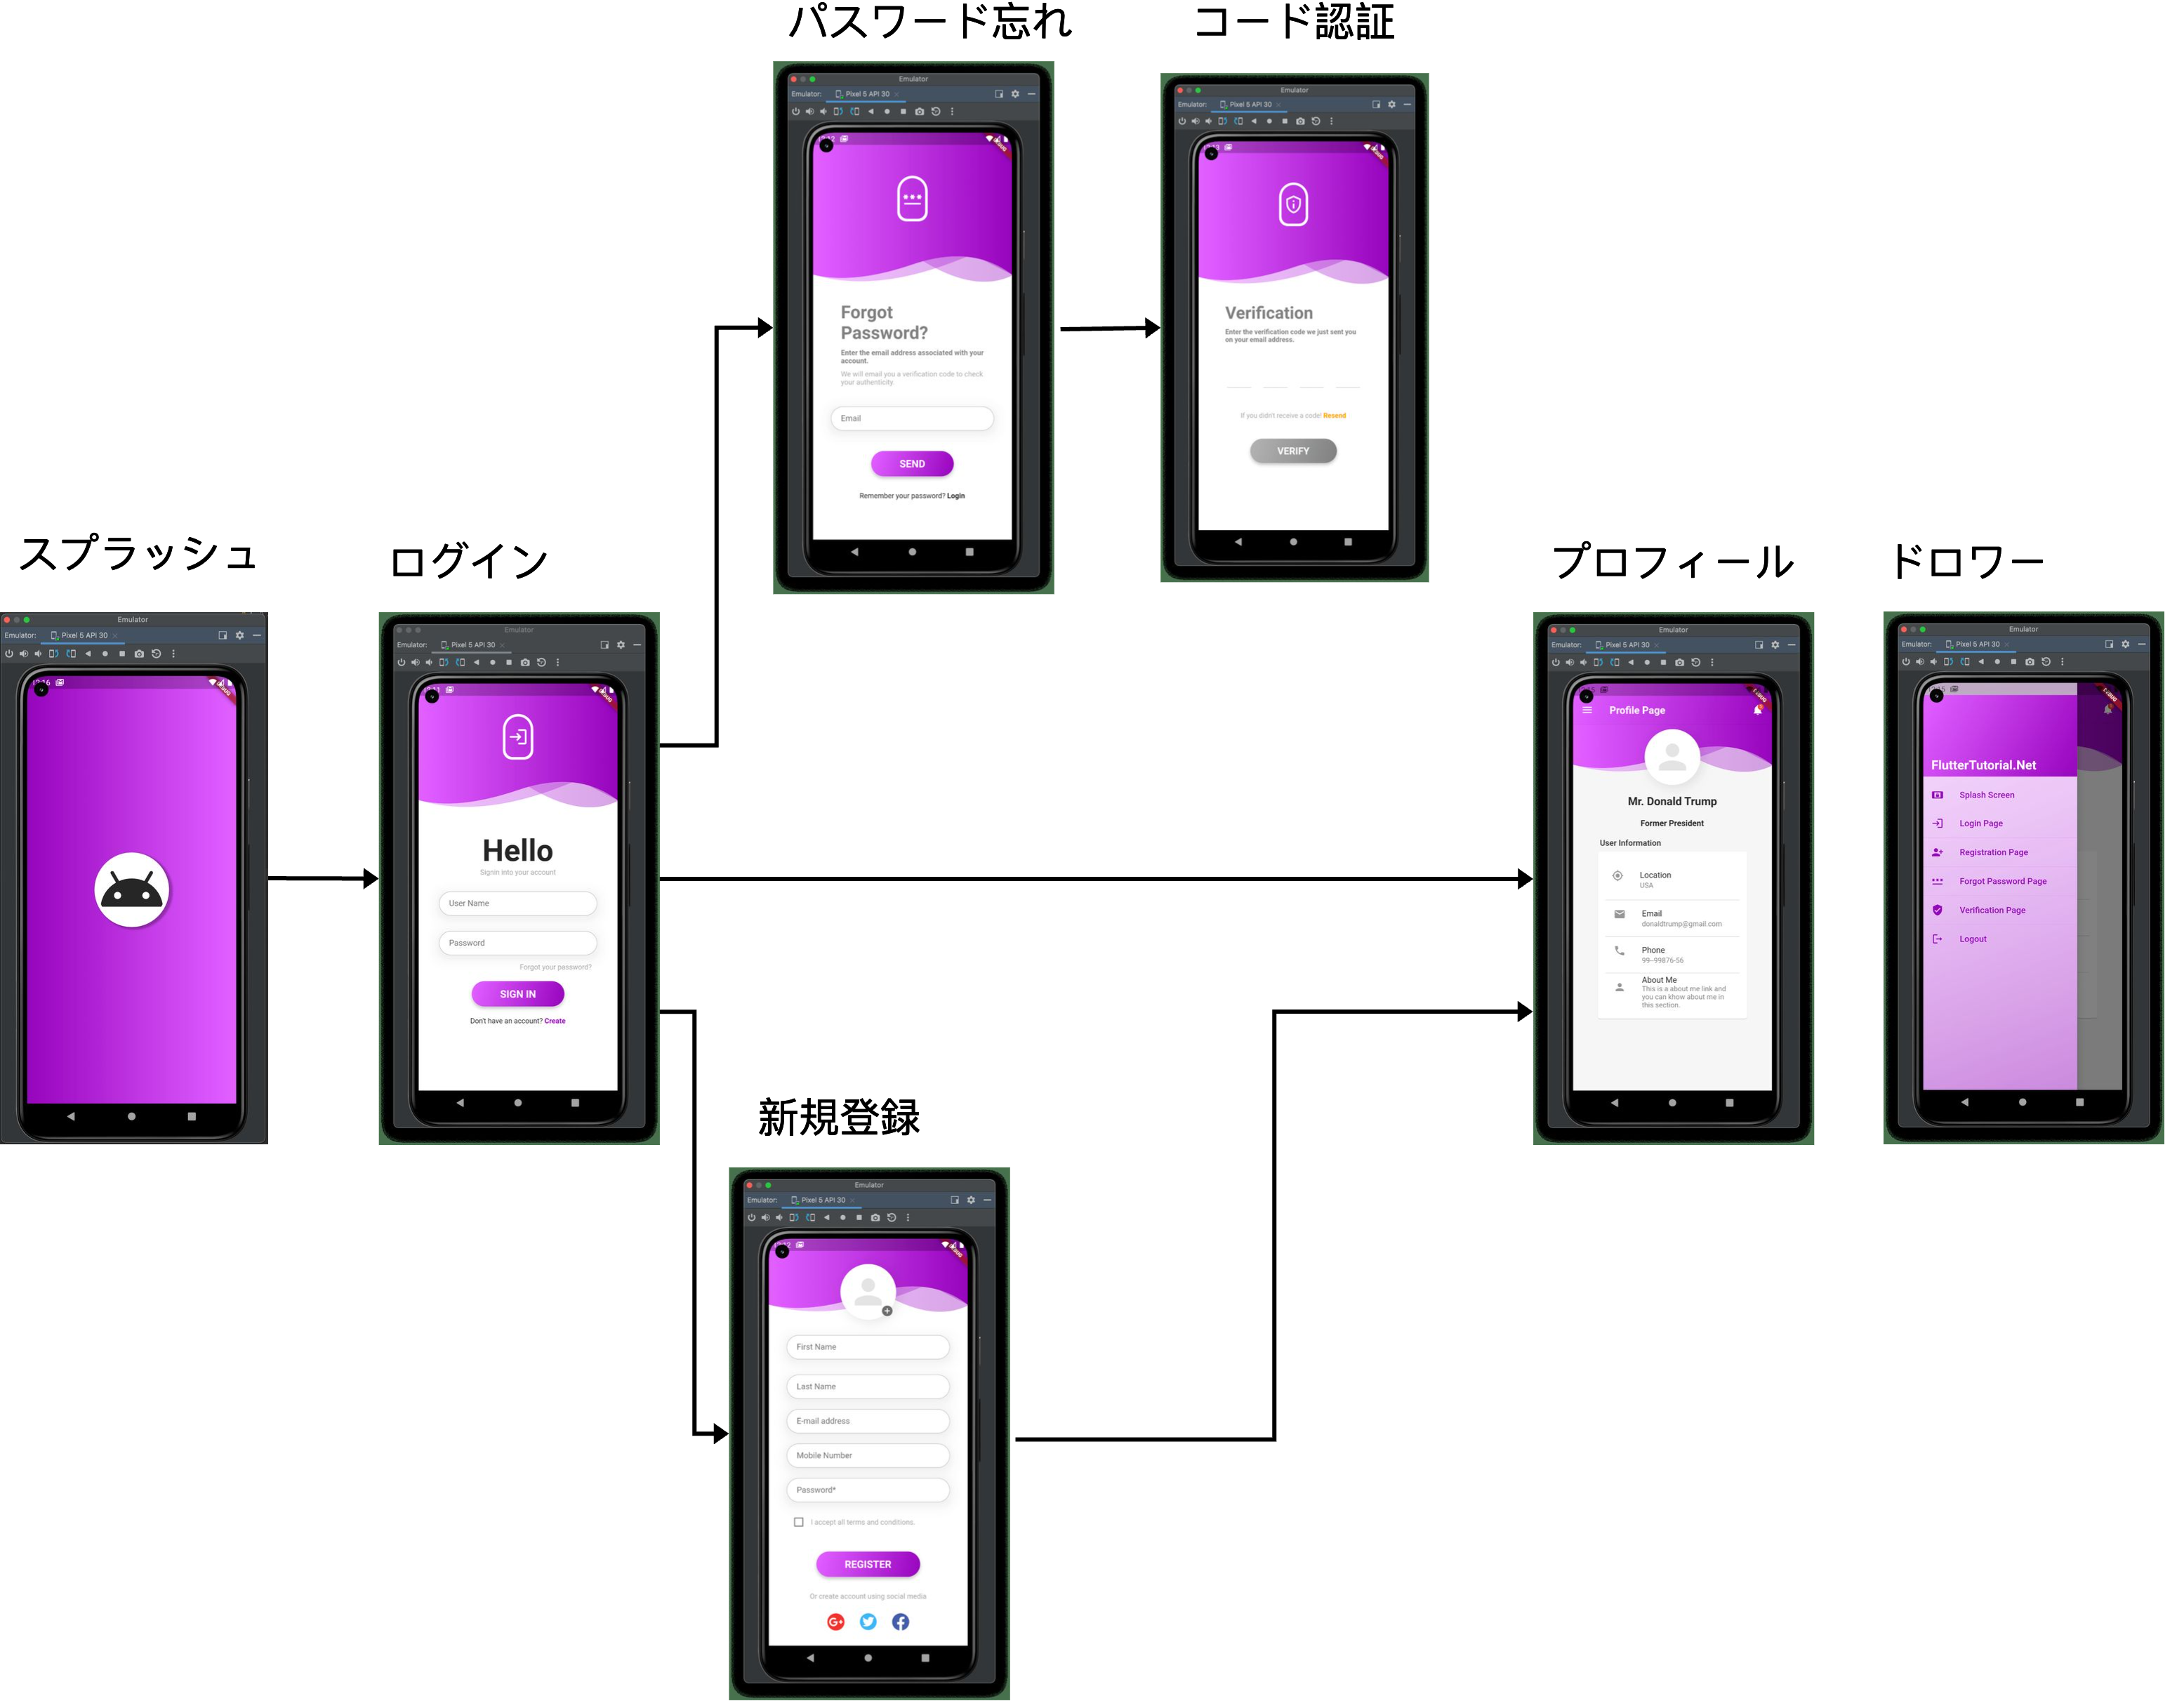 パスワード忘れ
コード認証
Emulator
Emulator: Pixel 5 API 30
Forgot
Password?
Enter the email address associated with your
account.
We will email you a verification code to check
your authenticity.
Email
SEND
Remember your password? Login
Emulator
Emulator: Pixel 5 API 30
Verification
Enter the verification code we just sent you
on your email address.
If you didn't receive a code! Resend
VERIFY
スプラッシュ
ログイン
プロフィール
ドロワー
Emulator
Emulator: Pixel 5 API 30
Emulator
Emulator: Pixel 5 API 30
Hello
Signin into your account
User Name
Password
Forgot your password?
SIGN IN
Don't have an account? Create
Emulator
Emulator: Pixel 5 API 30
Profile Page
Mr. Donald Trump
Former President
User Information
Location
USA
Email
donaldtrump@gmail.com
Phone
99--99876-56
About Me
This is a about me link and
you can khow about me in
this section.
Emulator
Emulator: Pixel 5 API 30
FlutterTutorial.Net
Splash Screen
Login Page
Registration Page
Forgot Password Page
Verification Page
Logout
新規登録
Emulator
Emulator: Pixel 5 API 30
First Name
Last Name
E-mail address
Mobile Number
Password*
I accept all terms and conditions.
REGISTER
Or create account using social media